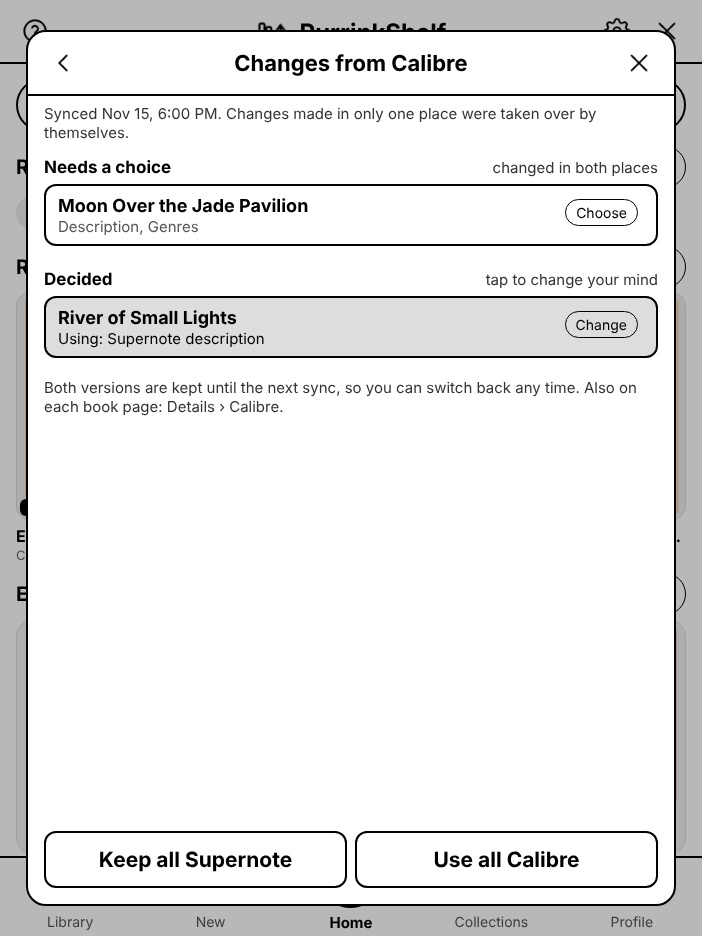 Changes from Calibre
Synced Nov 15, 6:00 PM. Changes made in only one place were taken over by
themselves.
Needs a choice
changed in both places
Moon Over the Jade Pavilion
Description, Genres
Choose
Decided
tap to change your mind
River of Small Lights
Using: Supernote description
Change
Both versions are kept until the next sync, so you can switch back any time. Also on
each book page: Details › Calibre.
Keep all Supernote
Use all Calibre
Library
New
Home
Collections
Profile